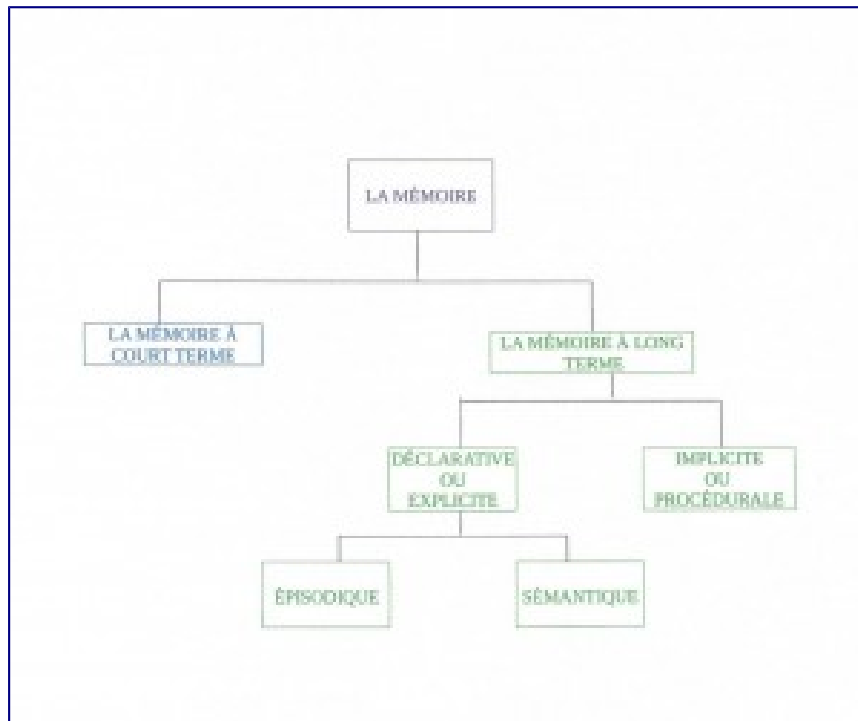 LA MÉMOIRE
LA MÉMOIRE À
COURT TERME
LA MÉMOIRE À LONG
TERME
DÉCLARATIVE
OU
EXPLICITE
IMPLICITE
OU
PROCÉDURALE
ÉPISODIQUE
SÉMANTIQUE